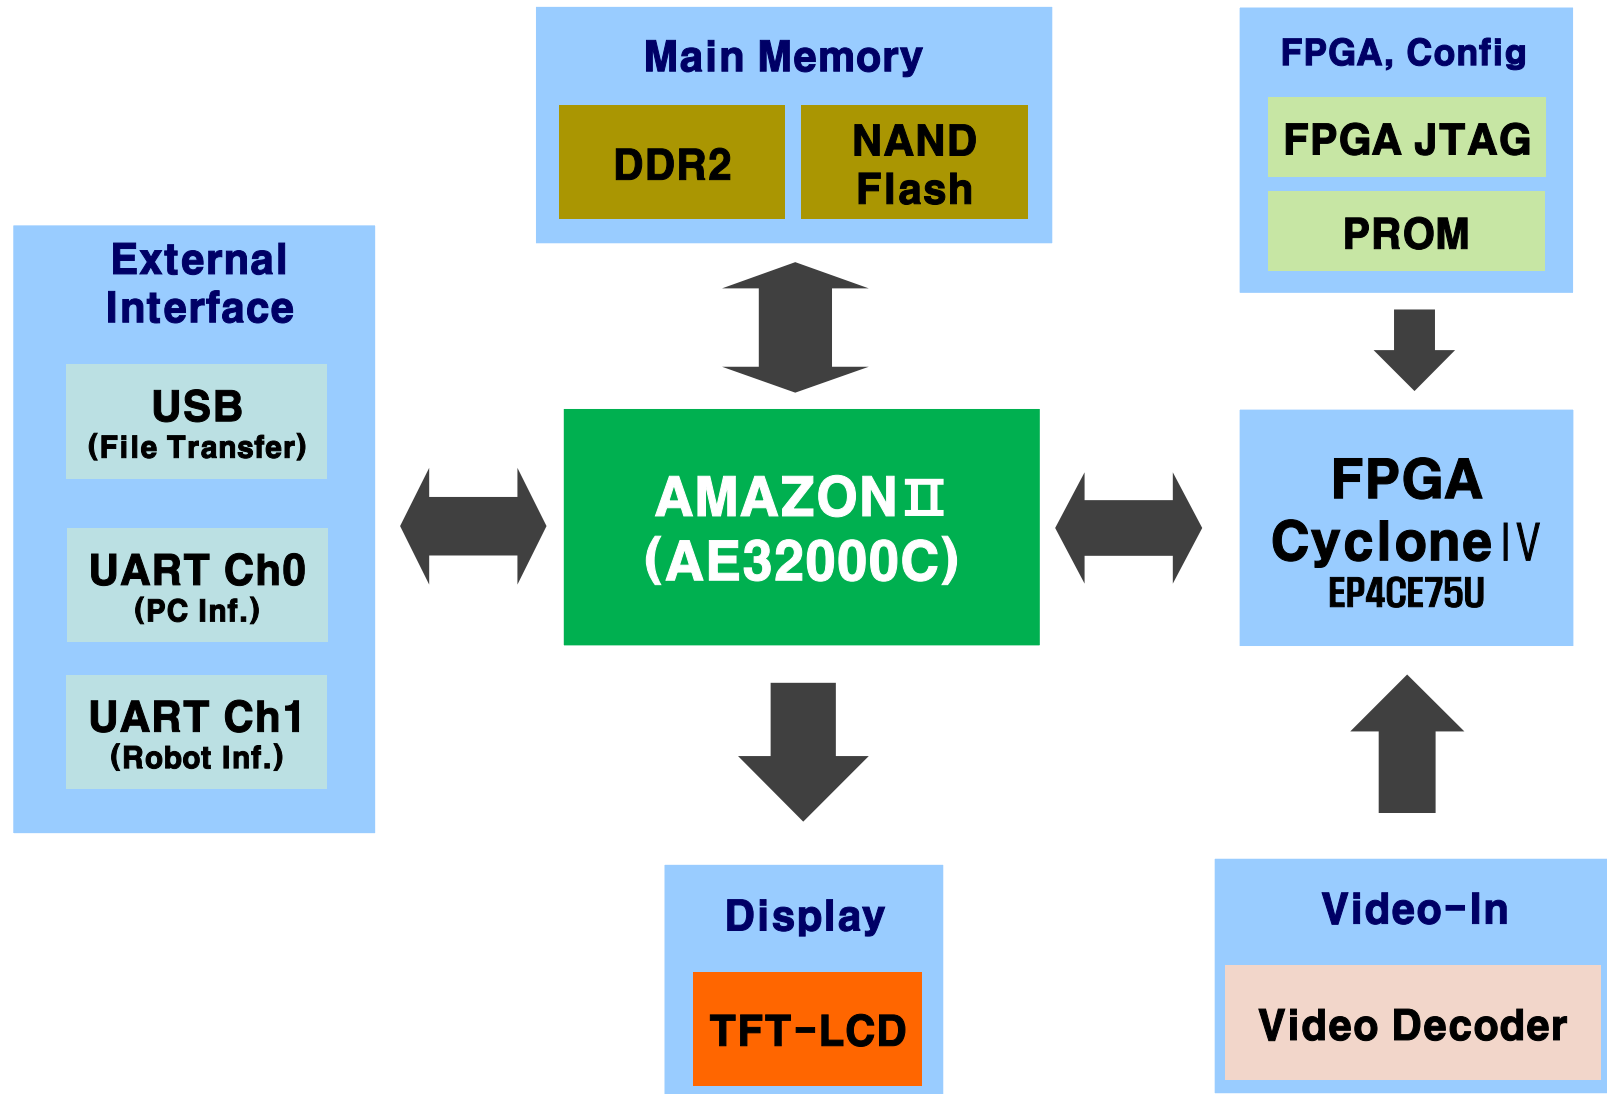 Main Memory
DDR2
NAND
Flash
FPGA, Config
FPGA JTAG
PROM
External
Interface
USB
(File Transfer)
UART Ch0
(PC Inf.)
UART Ch1
(Robot Inf.)
AMAZONⅡ
(AE32000C)
FPGA
CycloneⅣ
EP4CE75U
Display
TFT-LCD
Video-In
Video Decoder